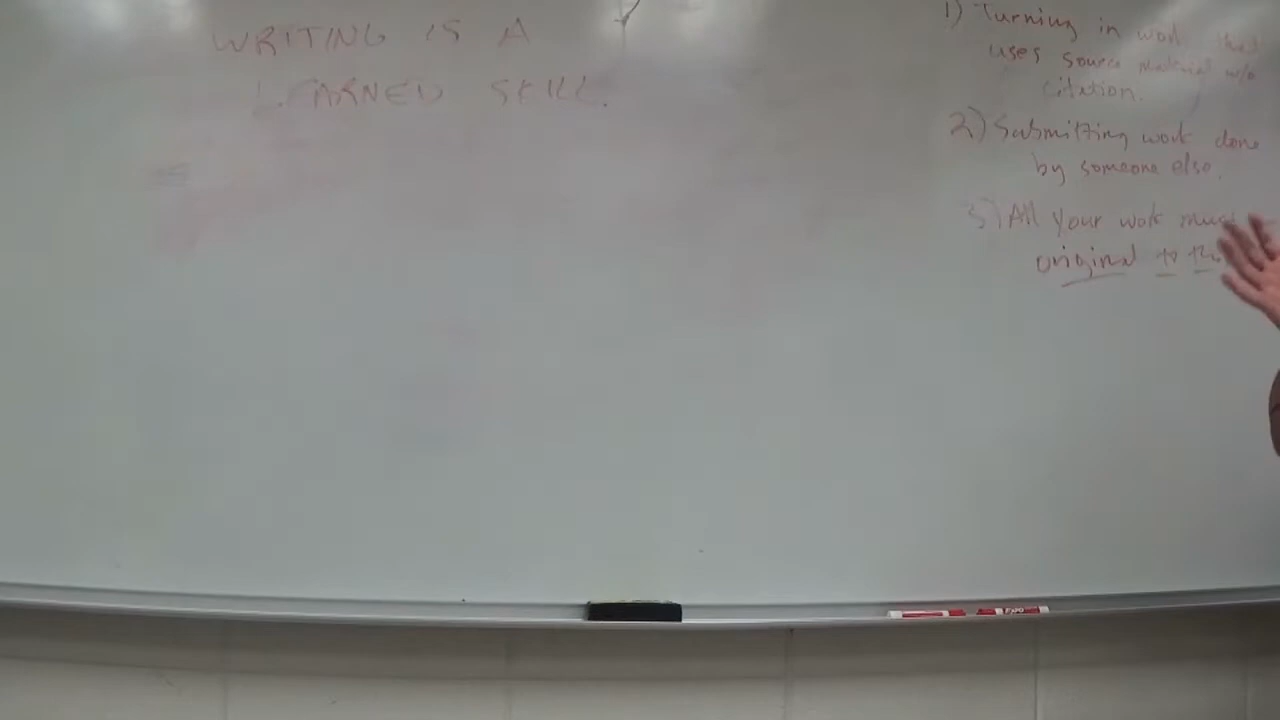 WRITING IS A
LEARNED SKILL.
1) Turning in work that
uses source material w/o
citation.
2) Submitting work done
by someone else.
3) All your work must
original to
EXPO